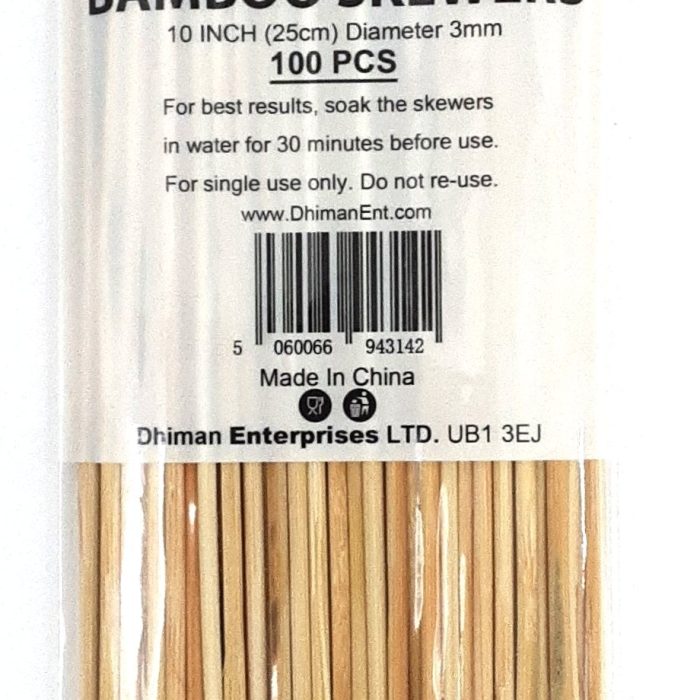 BAMBOO SKEWERS
10 INCH (25cm) Diameter 3mm
100 PCS
For best results, soak the skewers
in water for 30 minutes before use.
For single use only. Do not re-use.
www.DhimanEnt.com
5 060066 943142
Made In China
Dhiman Enterprises LTD. UB1 3EJ